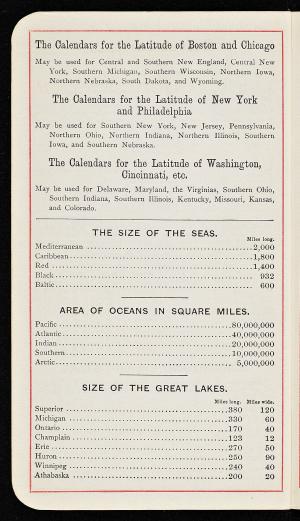 The Calendars for the Latitude of Boston and Chicago
May be used for Central and Southern New England, Central New
York, Southern Michigan, Southern Wisconsin, Northern Iowa,
Northern Nebraska, South Dakota, and Wyoming.
The Calendars for the Latitude of New York
and Philadelphia
May be used for Southern New York, New Jersey, Pennsylvania,
Northern Ohio, Northern Indiana, Northern Illinois, Southern
Iowa, and Southern Nebraska.
The Calendars for the Latitude of Washington,
Cincinnati, etc.
May be used for Delaware, Maryland, the Virginias, Southern Ohio,
Southern Indiana, Southern Illinois, Kentucky, Missouri, Kansas,
and Colorado.
THE SIZE OF THE SEAS.
Miles long.
Mediterranean 2,000
Caribbean 1,800
Red 1,400
Black 932
Baltic 600
AREA OF OCEANS IN SQUARE MILES.
Pacific 80,000,000
Atlantic 40,000,000
Indian 20,000,000
Southern 10,000,000
Arctic 5,000,000
SIZE OF THE GREAT LAKES.
Miles long. Miles wide.
Superior 380 120
Michigan 330 60
Ontario 170 40
Champlain 123 12
Erie 270 50
Huron 250 90
Winnipeg 240 40
Athabaska 200 20